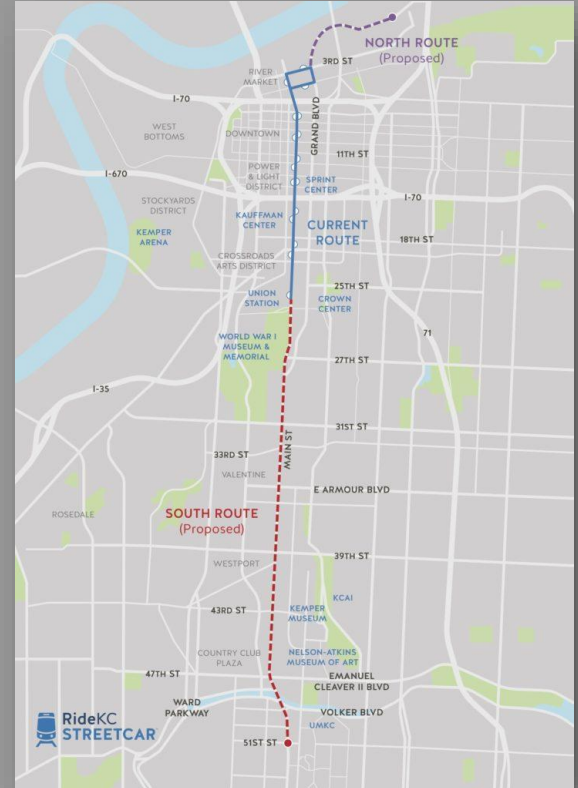 NORTH ROUTE
(Proposed)
3RD ST
RIVER
MARKET
I-70
GRAND BLVD
WEST
BOTTOMS
DOWNTOWN
11TH ST
POWER
& LIGHT
DISTRICT
I-670
SPRINT
CENTER
I-70
STOCKYARDS
DISTRICT
KAUFFMAN
CENTER
CURRENT
ROUTE
KEMPER
ARENA
18TH ST
CROSSROADS
ARTS DISTRICT
25TH ST
UNION
STATION
CROWN
CENTER
WORLD WAR I
MUSEUM &
MEMORIAL
71
27TH ST
I-35
31ST ST
MAIN ST
33RD ST
VALENTINE
E ARMOUR BLVD
ROSEDALE
SOUTH ROUTE
(Proposed)
39TH ST
WESTPORT
KCAI
43RD ST
KEMPER
MUSEUM
COUNTRY CLUB
PLAZA
NELSON-ATKINS
MUSEUM OF ART
47TH ST
EMANUEL
CLEAVER II BLVD
WARD
PARKWAY
VOLKER BLVD
UMKC
RideKC
STREETCAR
51ST ST